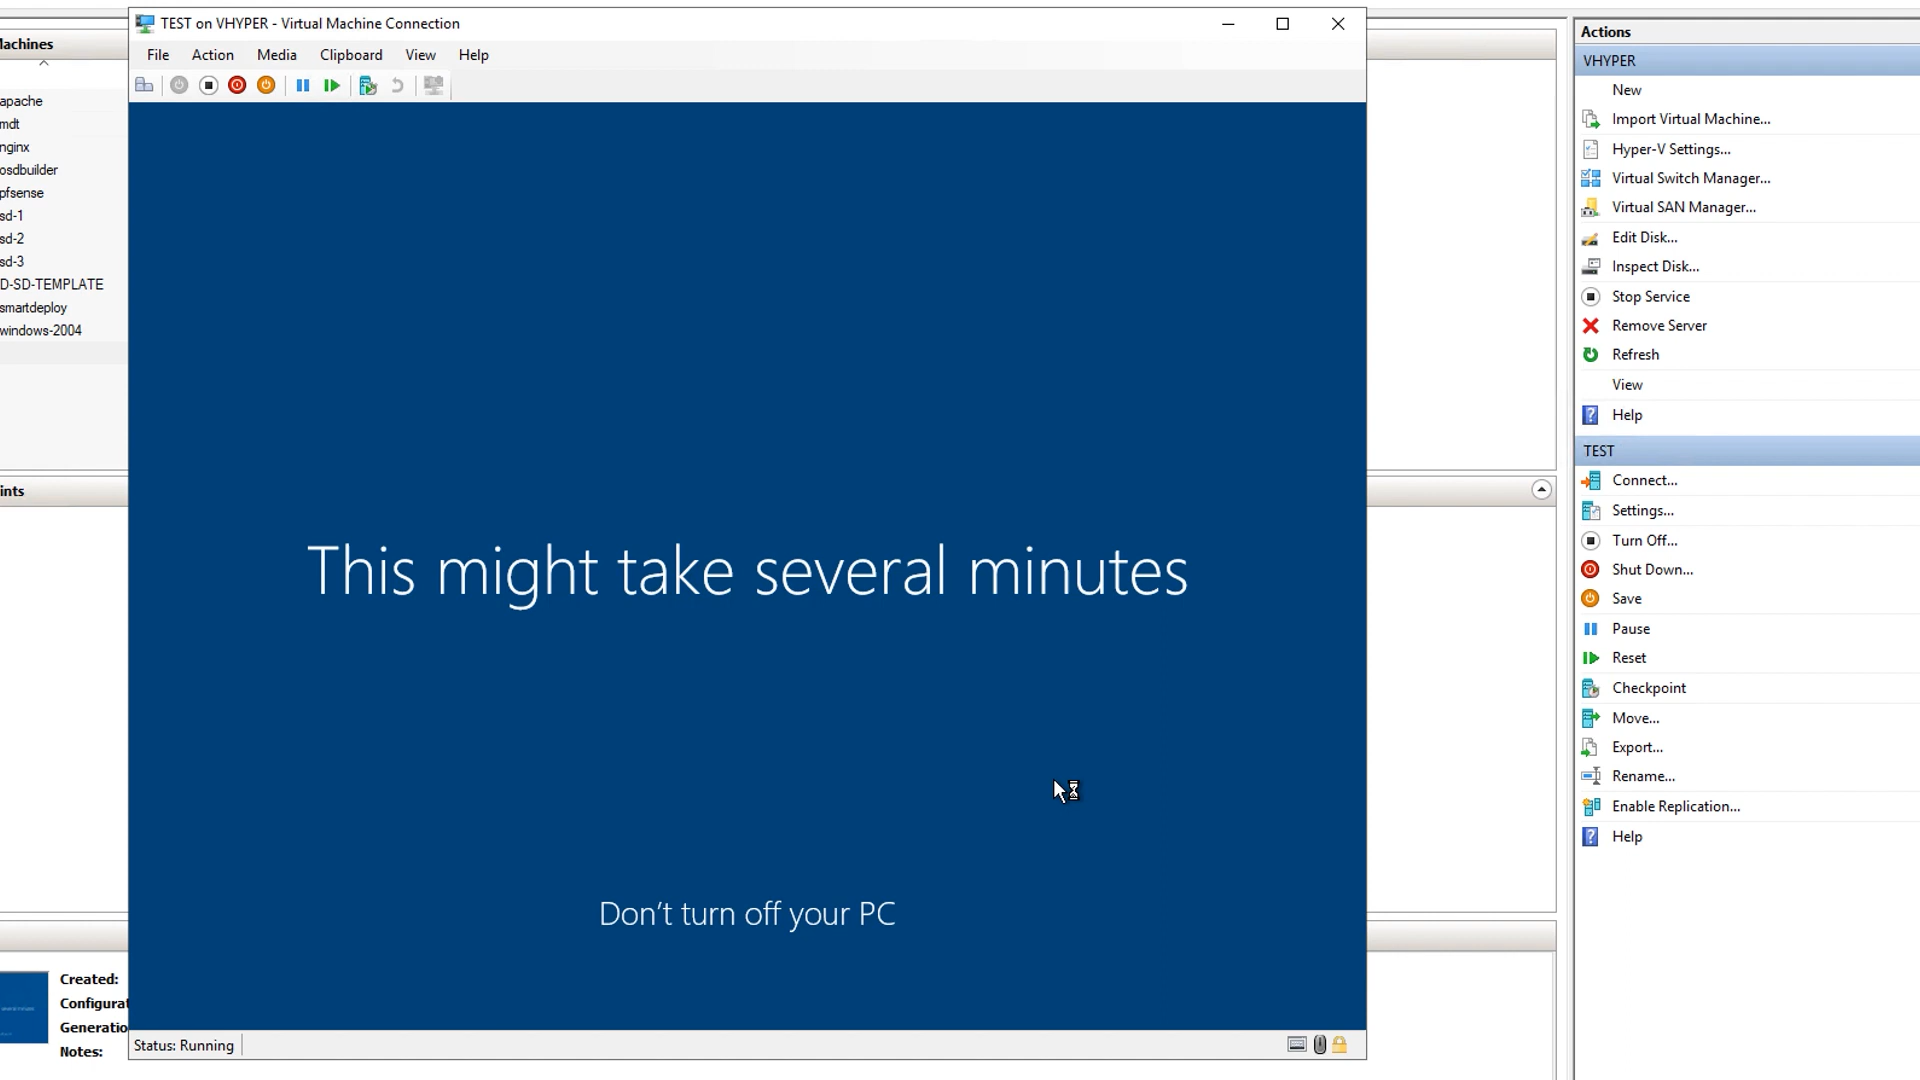 TEST on VHYPER - Virtual Machine Connection
File Action Media Clipboard View Help
achines
apache
mdt
nginx
osdbuilder
pfsense
sd-1
sd-2
sd-3
D-SD-TEMPLATE
smartdeploy
windows-2004
ints
This might take several minutes
Don't turn off your PC
Created:
Configurat
Generatio
Notes:
Status: Running
Actions
VHYPER
New
Import Virtual Machine...
Hyper-V Settings...
Virtual Switch Manager...
Virtual SAN Manager...
Edit Disk...
Inspect Disk...
Stop Service
Remove Server
Refresh
View
Help
TEST
Connect...
Settings...
Turn Off...
Shut Down...
Save
Pause
Reset
Checkpoint
Move...
Export...
Rename...
Enable Replication...
Help